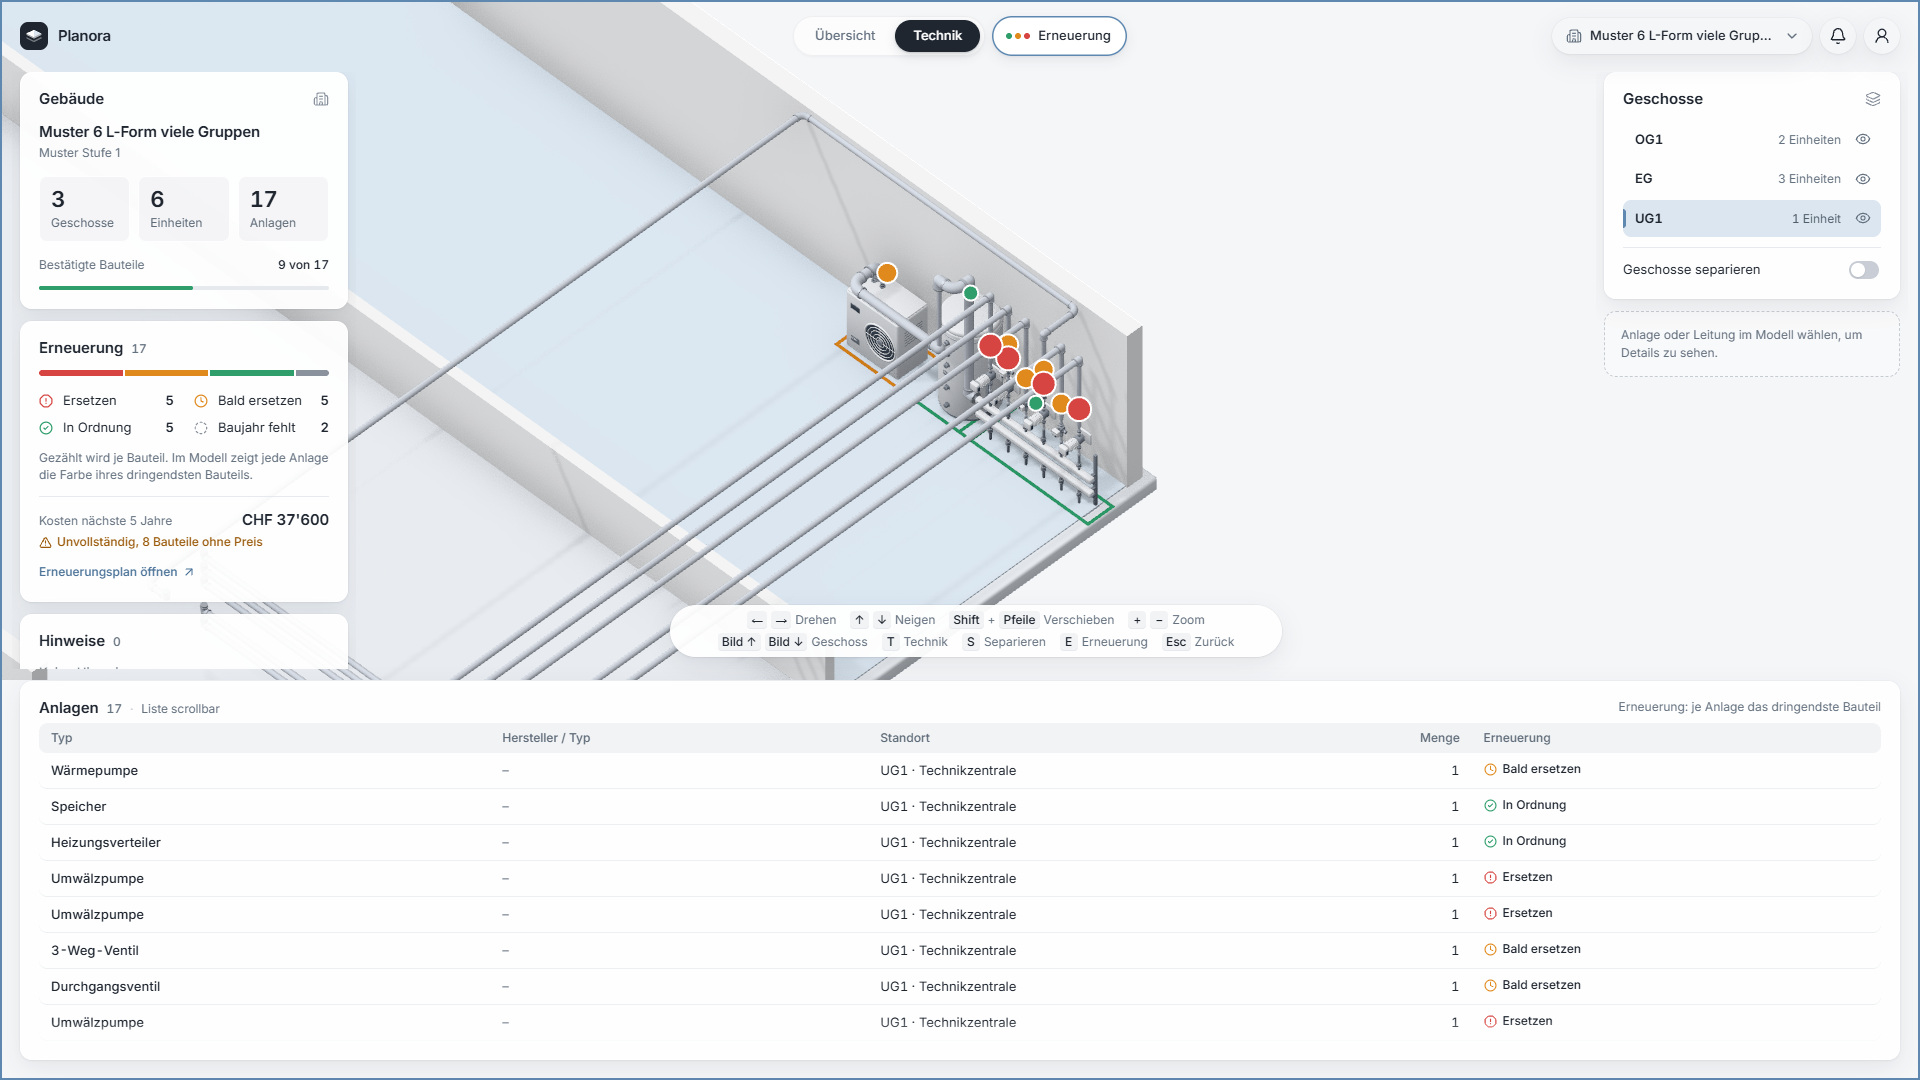 Planora
Übersicht
Technik
Erneuerung
Muster 6 L-Form viele Grup...
Gebäude
Muster 6 L-Form viele Gruppen
Muster Stufe 1
3
Geschosse
6
Einheiten
17
Anlagen
Bestätigte Bauteile 9 von 17
Erneuerung 17
Ersetzen 5 Bald ersetzen 5
In Ordnung 5 Baujahr fehlt 2
Gezählt wird je Bauteil. Im Modell zeigt jede Anlage
die Farbe ihres dringendsten Bauteils.
Kosten nächste 5 Jahre CHF 37'600
Unvollständig, 8 Bauteile ohne Preis
Erneuerungsplan öffnen ↗
Hinweise 0
Geschosse
OG1 2 Einheiten
EG 3 Einheiten
UG1 1 Einheit
Geschosse separieren
Anlage oder Leitung im Modell wählen, um
Details zu sehen.
← → Drehen ↑ ↓ Neigen Shift + Pfeile Verschieben + − Zoom
Bild ↑ Bild ↓ Geschoss T Technik S Separieren E Erneuerung Esc Zurück
Anlagen 17 · Liste scrollbar
Erneuerung: je Anlage das dringendste Bauteil
Typ Hersteller / Typ Standort Menge Erneuerung
Wärmepumpe – UG1 · Technikzentrale 1 Bald ersetzen
Speicher – UG1 · Technikzentrale 1 In Ordnung
Heizungsverteiler – UG1 · Technikzentrale 1 In Ordnung
Umwälzpumpe – UG1 · Technikzentrale 1 Ersetzen
Umwälzpumpe – UG1 · Technikzentrale 1 Ersetzen
3-Weg-Ventil – UG1 · Technikzentrale 1 Bald ersetzen
Durchgangsventil – UG1 · Technikzentrale 1 Bald ersetzen
Umwälzpumpe – UG1 · Technikzentrale 1 Ersetzen